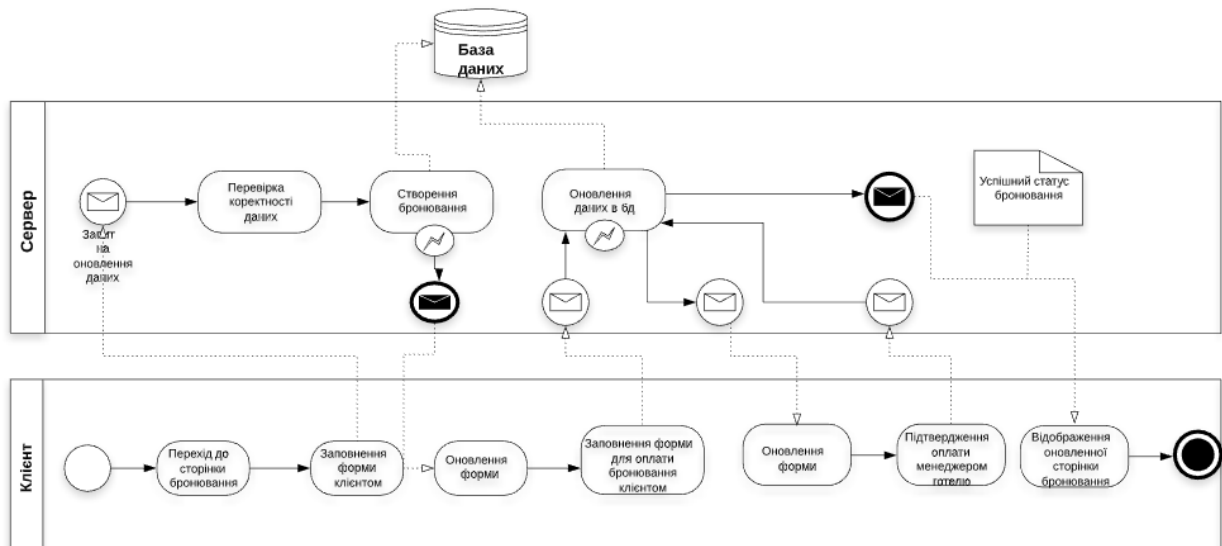 База
даних
Сервер
Перевірка
коректності
даних
Створення
бронювання
Оновлення
даних в бд
Успішний статус
бронювання
Запит
на
оновлення
даних
Клієнт
Перехід до
сторінки
бронювання
Заповнення
форми
клієнтом
Оновлення
форми
Заповнення форми
для оплати
бронювання
клієнтом
Оновлення
форми
Підтвердження
оплати
менеджером
готелю
Відображення
оновленної
сторінки
бронювання